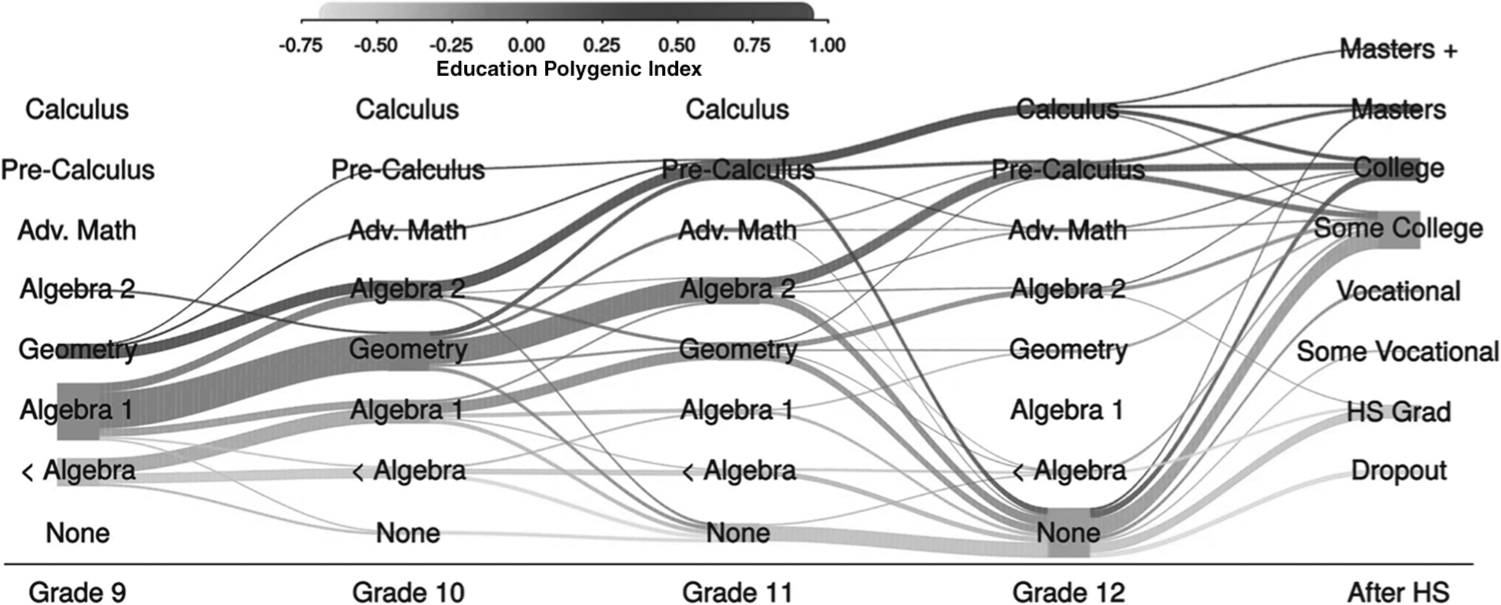 -0.75 -0.50 -0.25 0.00 0.25 0.50 0.75 1.00
Education Polygenic Index
Masters +
Calculus Calculus Calculus Calculus Masters
Pre-Calculus Pre-Calculus Pre-Calculus Pre-Calculus College
Adv. Math Adv. Math Adv. Math Adv. Math Some College
Algebra 2 Algebra 2 Algebra 2 Algebra 2 Vocational
Geometry Geometry Geometry Geometry Some Vocational
Algebra 1 Algebra 1 Algebra 1 Algebra 1 HS Grad
< Algebra < Algebra < Algebra < Algebra Dropout
None None None None
Grade 9 Grade 10 Grade 11 Grade 12 After HS